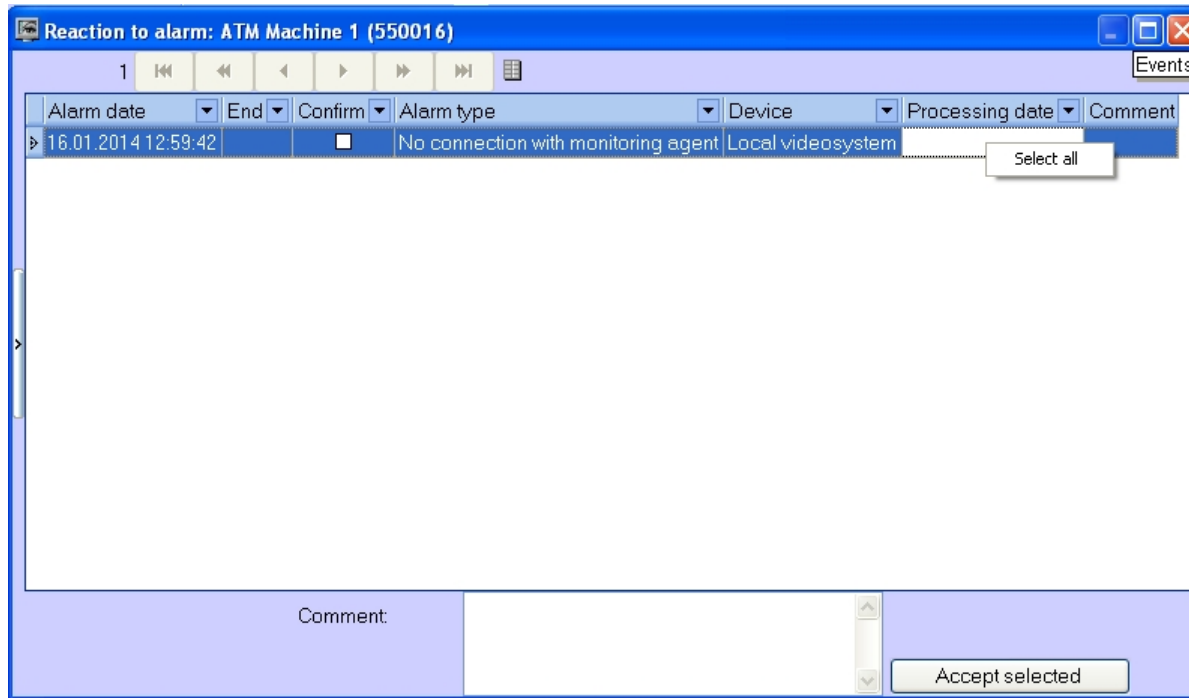 Reaction to alarm: ATM Machine 1 (550016)
1
Events
Alarm date End Confirm Alarm type Device Processing date Comment
16.01.2014 12:59:42 No connection with monitoring agent Local videosystem
Select all
Comment:
Accept selected